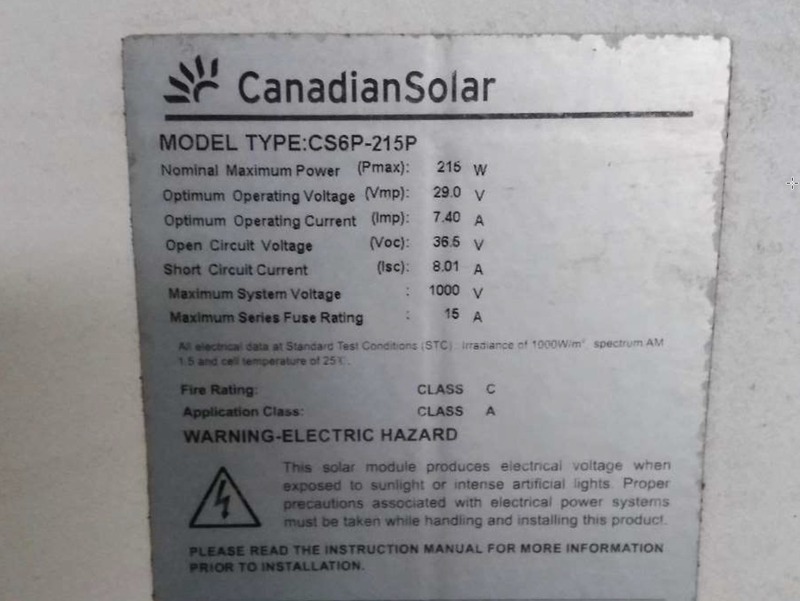 CanadianSolar
MODEL TYPE:CS6P-215P
Nominal Maximum Power (Pmax): 215 W
Optimum Operating Voltage (Vmp): 29.0 V
Optimum Operating Current (Imp): 7.40 A
Open Circuit Voltage (Voc): 36.5 V
Short Circuit Current (Isc): 8.01 A
Maximum System Voltage : 1000 V
Maximum Series Fuse Rating : 15 A
All electrical data at Standard Test Conditions (STC): Irradiance of 1000W/m² spectrum AM
1.5 and cell temperature of 25℃.
Fire Rating: CLASS C
Application Class: CLASS A
WARNING-ELECTRIC HAZARD
This solar module produces electrical voltage when
exposed to sunlight or intense artificial lights. Proper
precautions associated with electrical power systems
must be taken while handling and installing this product.
PLEASE READ THE INSTRUCTION MANUAL FOR MORE INFORMATION
PRIOR TO INSTALLATION.